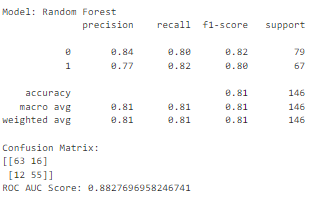 Model: Random Forest
precision recall f1-score support
0 0.84 0.80 0.82 79
1 0.77 0.82 0.80 67
accuracy 0.81 146
macro avg 0.81 0.81 0.81 146
weighted avg 0.81 0.81 0.81 146
Confusion Matrix:
[[63 16]
[12 55]]
ROC AUC Score: 0.8827696958246741